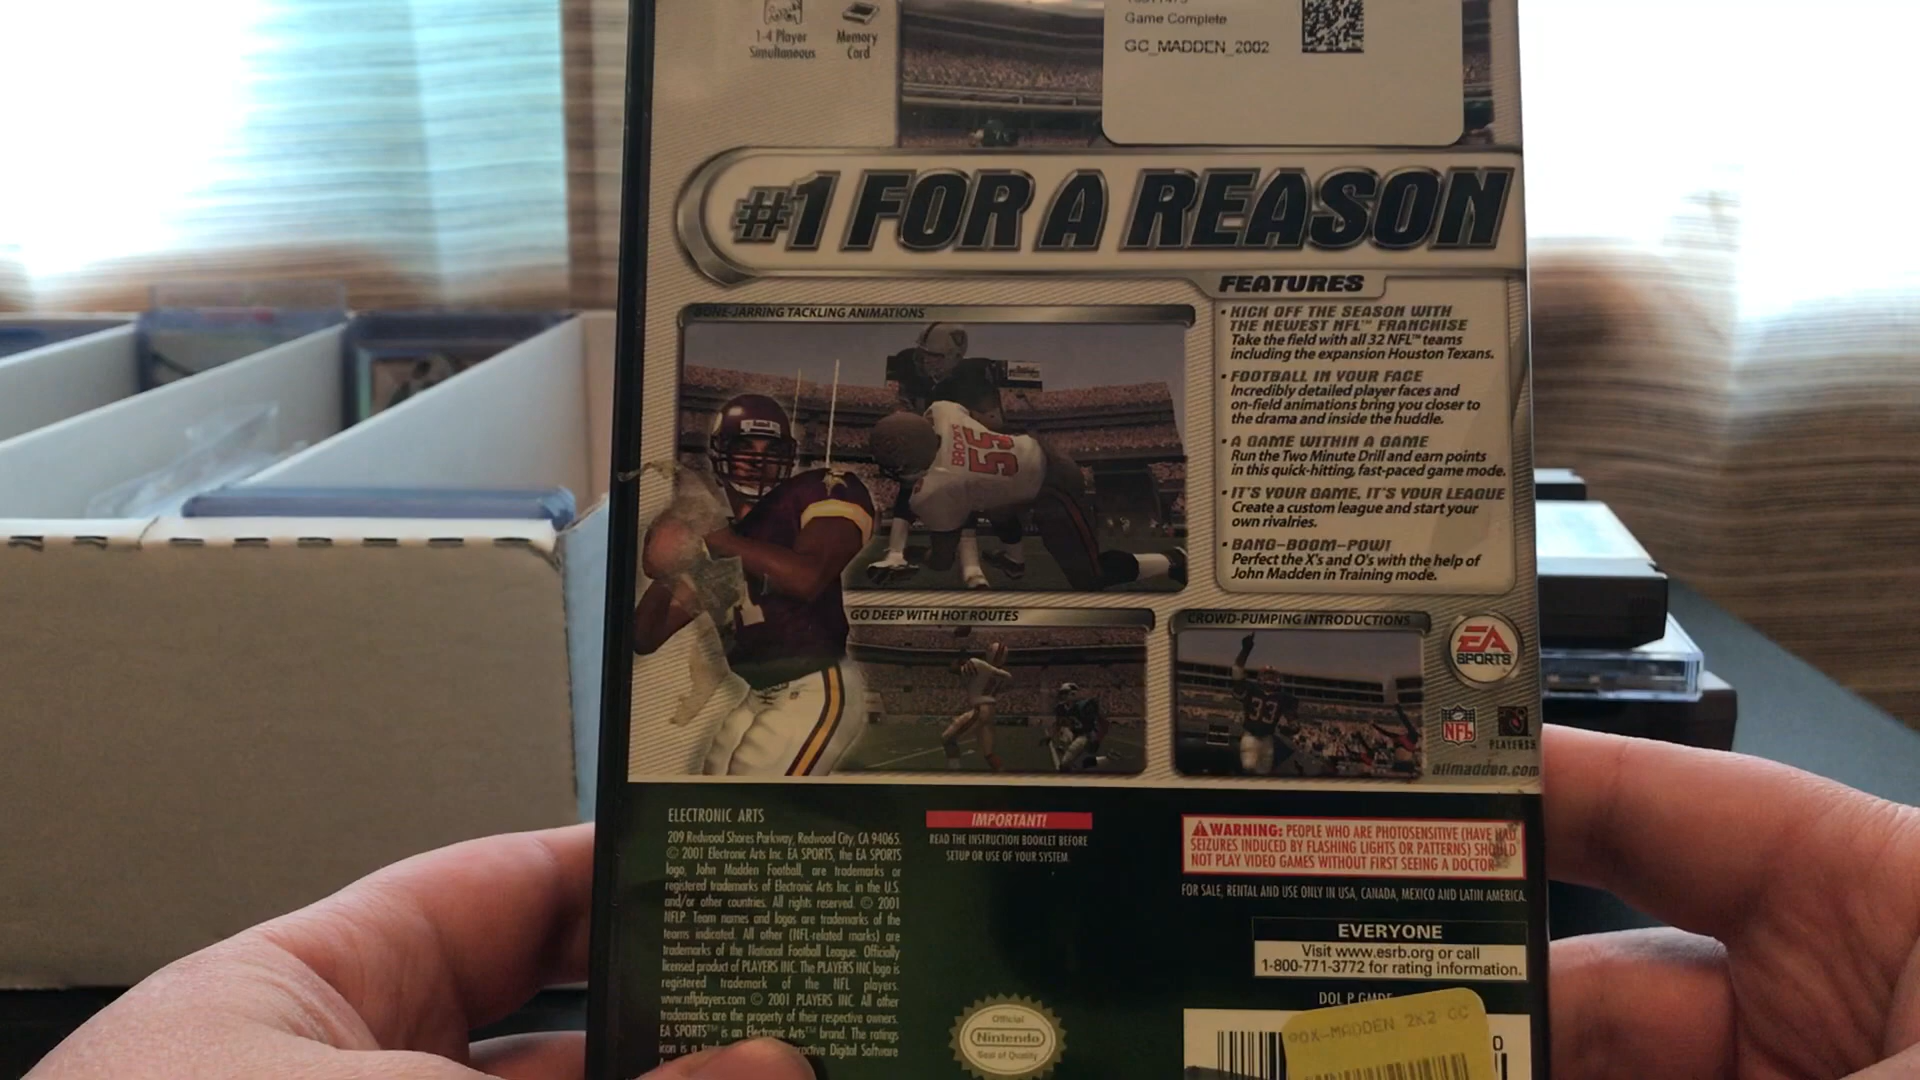 Game Complete
GC_MADDEN_2002
1-4 Player
Simultaneous
Memory
Card
#1 FOR A REASON
FEATURES
BONE-JARRING TACKLING ANIMATIONS
• KICK OFF THE SEASON WITH
THE NEWEST NFL™ FRANCHISE
Take the field with all 32 NFL™ teams
including the expansion Houston Texans.
• FOOTBALL IN YOUR FACE
Incredibly detailed player faces and
on-field animations bring you closer to
the drama and inside the huddle.
• A GAME WITHIN A GAME
Run the Two Minute Drill and earn points
in this quick-hitting, fast-paced game mode.
• IT'S YOUR GAME, IT'S YOUR LEAGUE
Create a custom league and start your
own rivalries.
• BANG-BOOM-POW!
Perfect the X's and O's with the help of
John Madden in Training mode.
BROOKS
55
GO DEEP WITH HOT ROUTES
CROWD-PUMPING INTRODUCTIONS
33
EA
SPORTS™
NFL
PLAYERS
allmadden.com
ELECTRONIC ARTS
209 Redwood Shores Parkway, Redwood City, CA 94065.
© 2001 Electronic Arts Inc. EA SPORTS, the EA SPORTS
logo, John Madden Football, are trademarks or
registered trademarks of Electronic Arts Inc. in the U.S.
and/or other countries. All rights reserved. © 2001
NFLP. Team names and logos are trademarks of the
teams indicated. All other (NFL-related marks) are
trademarks of the National Football League. Officially
licensed product of PLAYERS INC. The PLAYERS INC logo is
registered trademark of the NFL players.
www.nflplayers.com © 2001 PLAYERS INC. All other
trademarks are the property of their respective owners.
EA SPORTS™ is an Electronic Arts™ brand. The ratings
icon is a Digital Software
IMPORTANT!
READ THE INSTRUCTION BOOKLET BEFORE
SETUP OR USE OF YOUR SYSTEM.
Official
Nintendo
Seal of Quality
WARNING: PEOPLE WHO ARE PHOTOSENSITIVE (HAVE HAD
SEIZURES INDUCED BY FLASHING LIGHTS OR PATTERNS) SHOULD
NOT PLAY VIDEO GAMES WITHOUT FIRST SEEING A DOCTOR.
FOR SALE, RENTAL AND USE ONLY IN USA, CANADA, MEXICO AND LATIN AMERICA.
EVERYONE
Visit www.esrb.org or call
1-800-771-3772 for rating information.
DOL P
MADDEN 2K2 GC
0